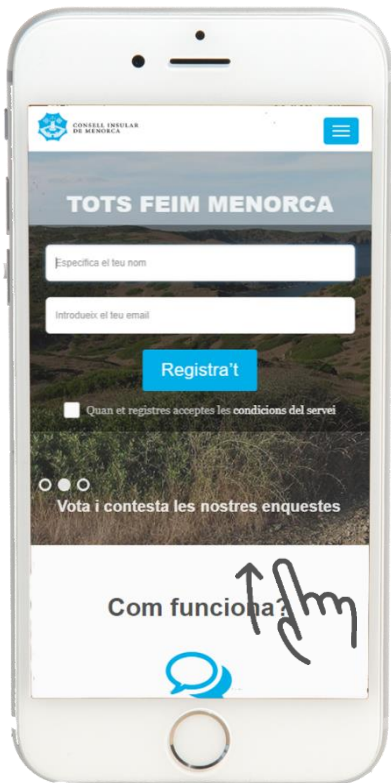 CONSELL INSULAR
DE MENORCA
TOTS FEIM MENORCA
Especifica el teu nom
Introdueix el teu email
Registra't
Quan et registres acceptes les condicions del servei
Vota i contesta les nostres enquestes
Com funciona?